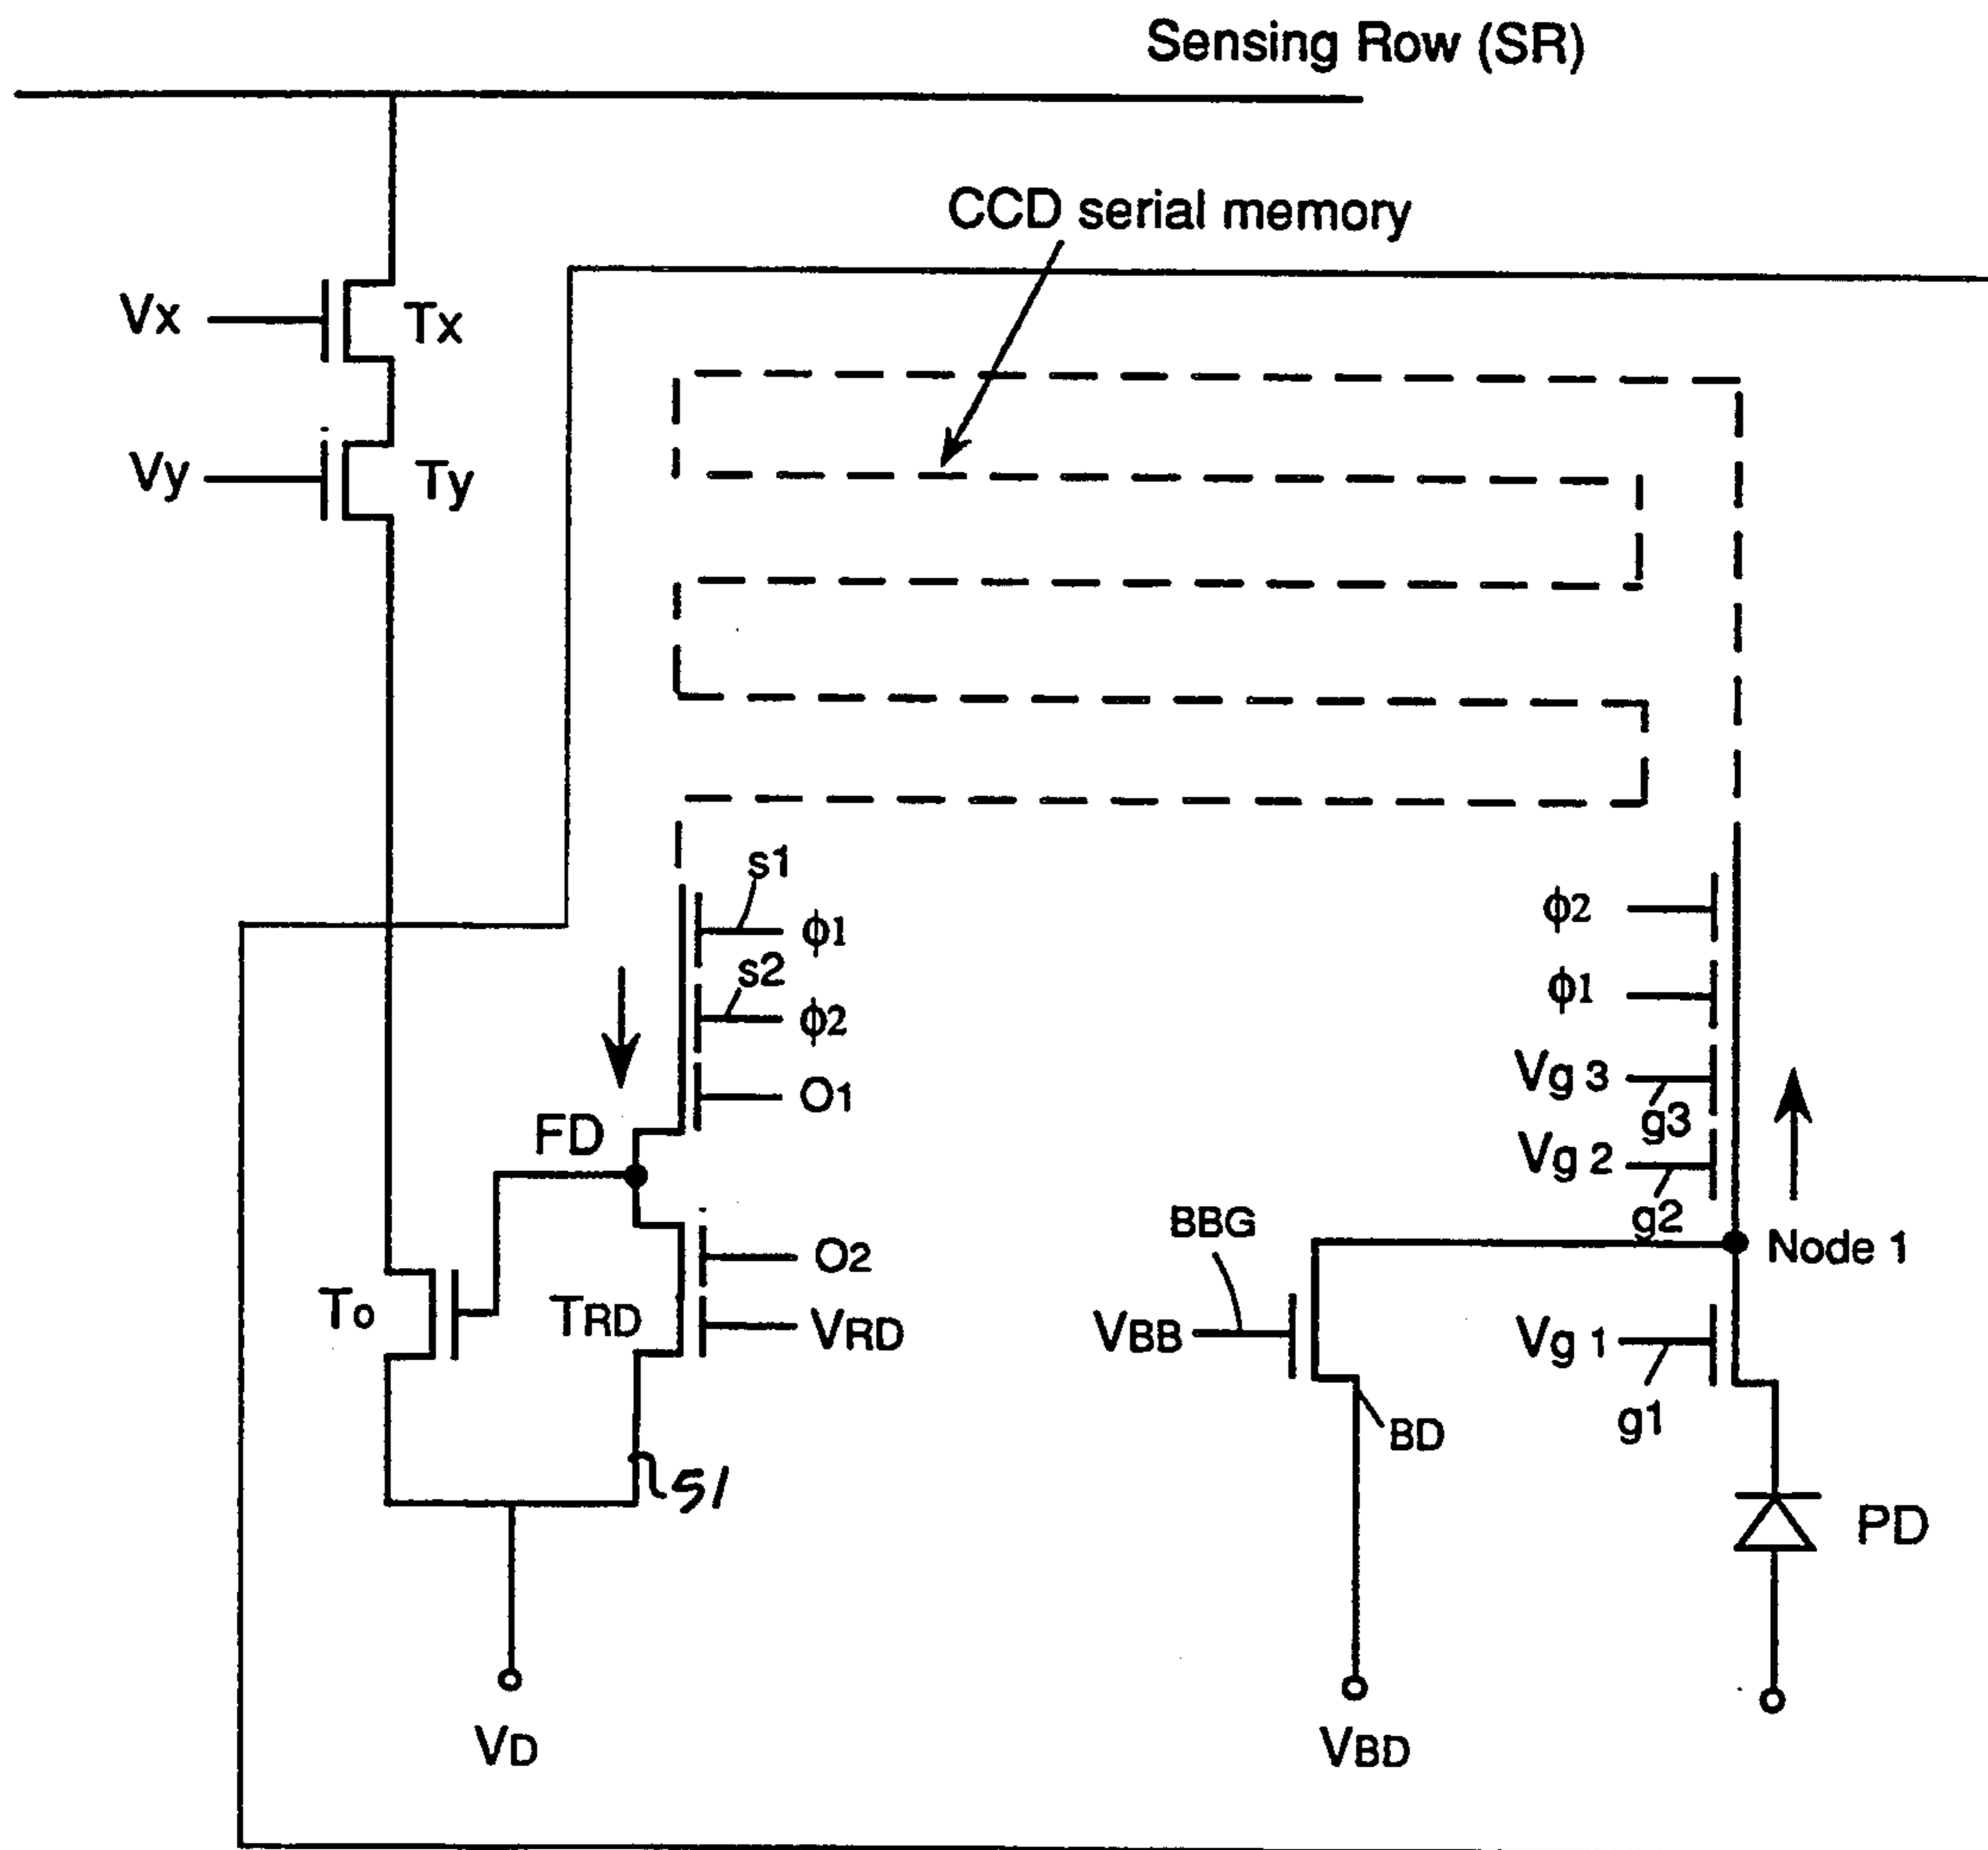 Sensing Row (SR)
CCD serial memory
Vx
Tx
Vy
Ty
s1
ϕ1
s2
ϕ2
O1
FD
ϕ2
ϕ1
Vg 3
g3
Vg 2
g2
Node 1
BBG
O2
To
TRD
VRD
VBB
Vg 1
g1
BD
51
PD
VD
VBD